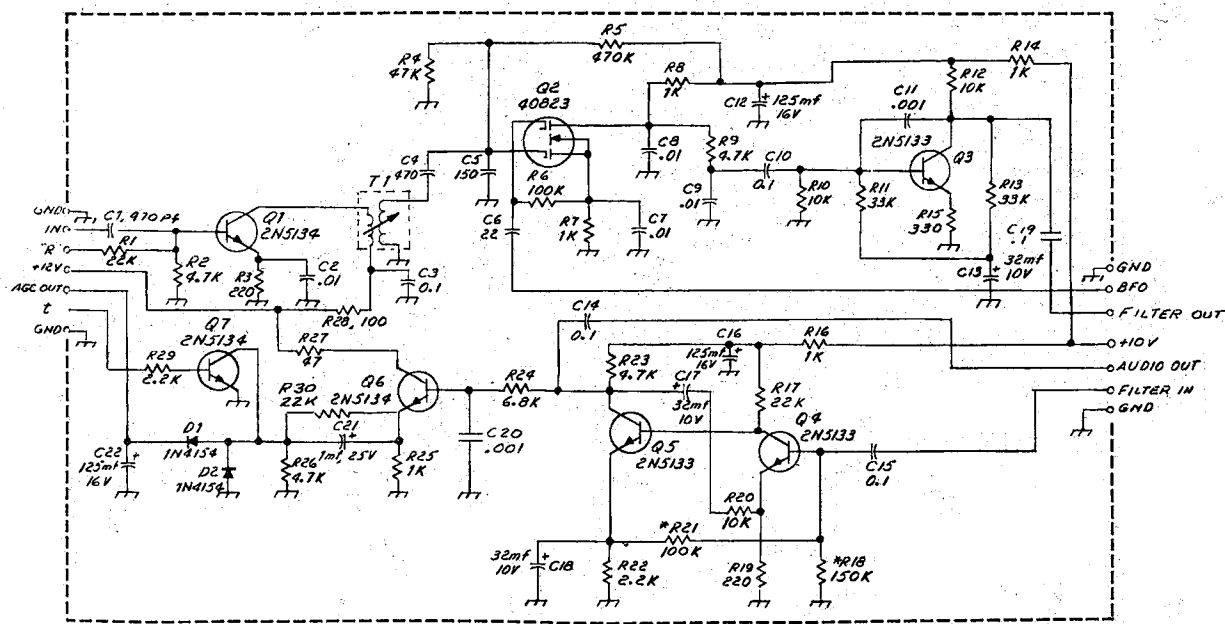 R5
470K
R4
47K
R8
1K
R14
1K
R12
10K
Q2
40823
C12
+
125mf
16V
C11
.001
2N5133
Q3
C8
.01
R9
4.7K
C10
0.1
C4
470
C5
150
R6
100K
T1
C9
.01
R10
10K
R11
33K
R13
33K
R15
330
C19
.1
C6
22
R7
1K
C7
.01
C13
+
32mf
10V
GND
IN
"R"
+12V
AGC OUT
t
GND
C1, 470 Pf
Q1
2N5134
R1
22K
R2
4.7K
R3
220
C2
.01
C3
0.1
R28, 100
GND
BFO
FILTER OUT
+10V
AUDIO OUT
FILTER IN
GND
Q7
2N5134
R29
2.2K
R27
47
C14
0.1
C16
125mf
16V
+
R16
1K
R23
4.7K
C17
+
32mf
10V
R17
22K
Q6
2N5134
R24
6.8K
R30
22K
Q4
2N5133
Q5
2N5133
C20
.001
C15
0.1
D1
1N4154
C21
+
1mf, 25V
C22
125mf
16V
+
D2
1N4154
R26
4.7K
R25
1K
R20
10K
*R21
100K
32mf
10V
+
C18
R22
2.2K
R19
220
*R18
150K